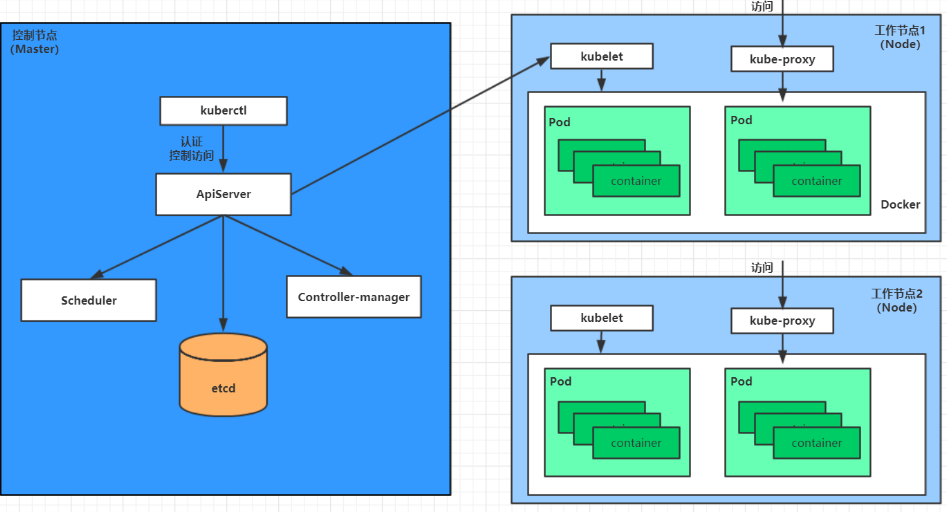 控制节点
(Master)
kuberctl
认证
控制访问
ApiServer
Scheduler
Controller-manager
etcd
访问
工作节点1
(Node)
kubelet
kube-proxy
Pod
container
Pod
container
Docker
访问
工作节点2
(Node)
kubelet
kube-proxy
Pod
container
Pod
container